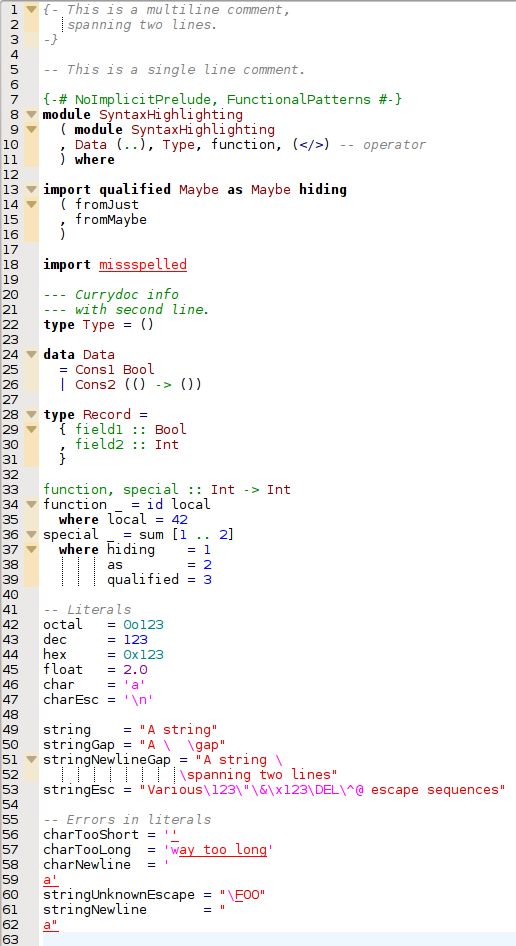 1 {- This is a multiline comment,
2    spanning two lines.
3 -}
4
5 -- This is a single line comment.
6
7 {-# NoImplicitPrelude, FunctionalPatterns #-}
8 module SyntaxHighlighting
9   ( module SyntaxHighlighting
10   , Data (..), Type, function, (</>) -- operator
11   ) where
12
13 import qualified Maybe as Maybe hiding
14   ( fromJust
15   , fromMaybe
16   )
17
18 import missspelled
19
20 --- Currydoc info
21 --- with second line.
22 type Type = ()
23
24 data Data
25   = Cons1 Bool
26   | Cons2 (() -> ())
27
28 type Record =
29   { field1 :: Bool
30   , field2 :: Int
31   }
32
33 function, special :: Int -> Int
34 function _ = id local
35   where local = 42
36 special _ = sum [1 .. 2]
37   where hiding    = 1
38         as        = 2
39         qualified = 3
40
41 -- Literals
42 octal   = 0o123
43 dec     = 123
44 hex     = 0x123
45 float   = 2.0
46 char    = 'a'
47 charEsc = '\n'
48
49 string    = "A string"
50 stringGap = "A \  \gap"
51 stringNewlineGap = "A string \
52                  \spanning two lines"
53 stringEsc = "Various\123\"\&\x123\DEL\^@ escape sequences"
54
55 -- Errors in literals
56 charTooShort = ''
57 charTooLong  = 'way too long'
58 charNewline  = '
59 a'
60 stringUnknownEscape = "\FOO"
61 stringNewline       = "
62 a"
63